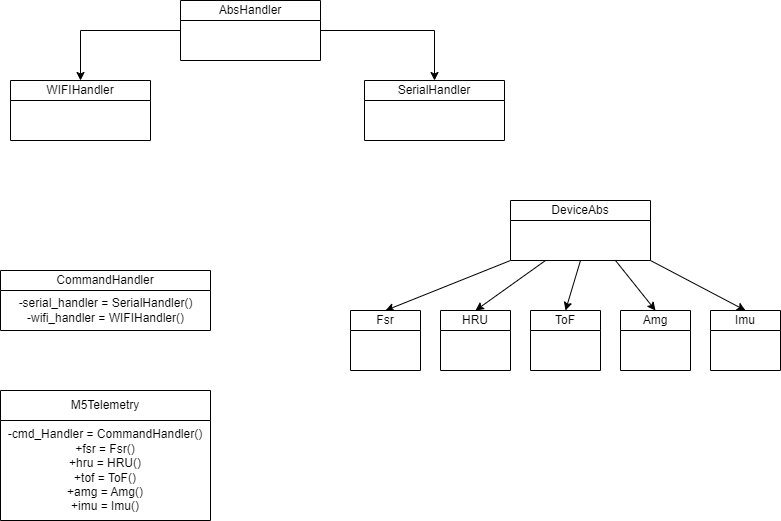 AbsHandler
WIFIHandler
SerialHandler
DeviceAbs
CommandHandler
-serial_handler = SerialHandler()
-wifi_handler = WIFIHandler()
Fsr
HRU
ToF
Amg
Imu
M5Telemetry
-cmd_Handler = CommandHandler()
+fsr = Fsr()
+hru = HRU()
+tof = ToF()
+amg = Amg()
+imu = Imu()